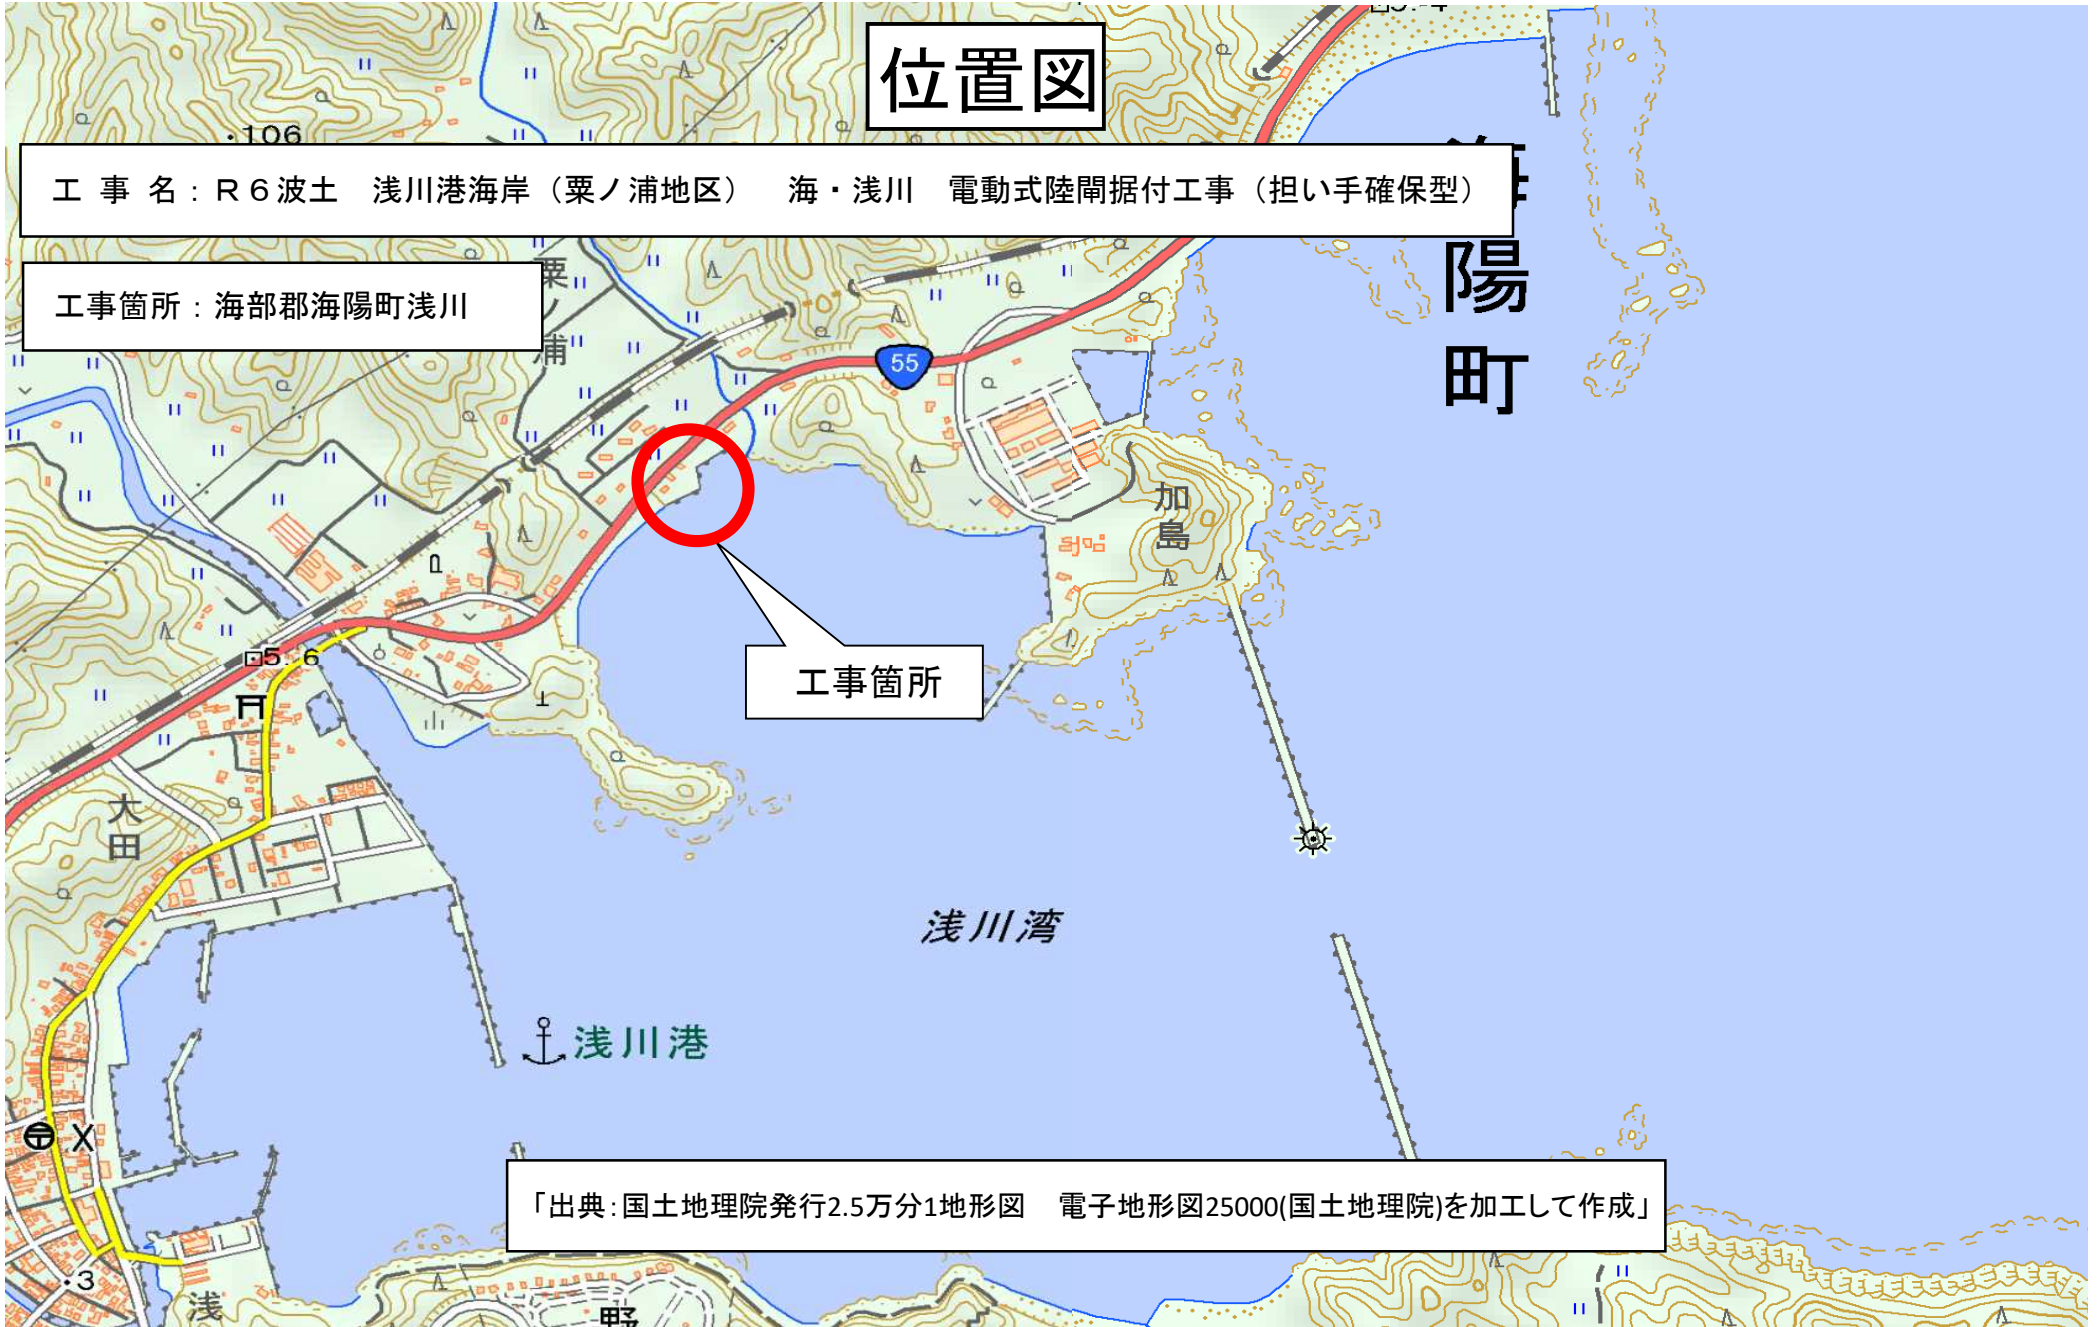 位置図
・106
工 事 名：Ｒ６波土　浅川港海岸（粟ノ浦地区）　海・浅川　電動式陸閘据付工事（担い手確保型）
工事箇所：海部郡海陽町浅川
粟ノ浦
海陽町
55
加島
5.6
工事箇所
大田
浅川湾
浅川港
「出典：国土地理院発行2.5万分1地形図　電子地形図25000(国土地理院)を加工して作成」
・3
浅
野